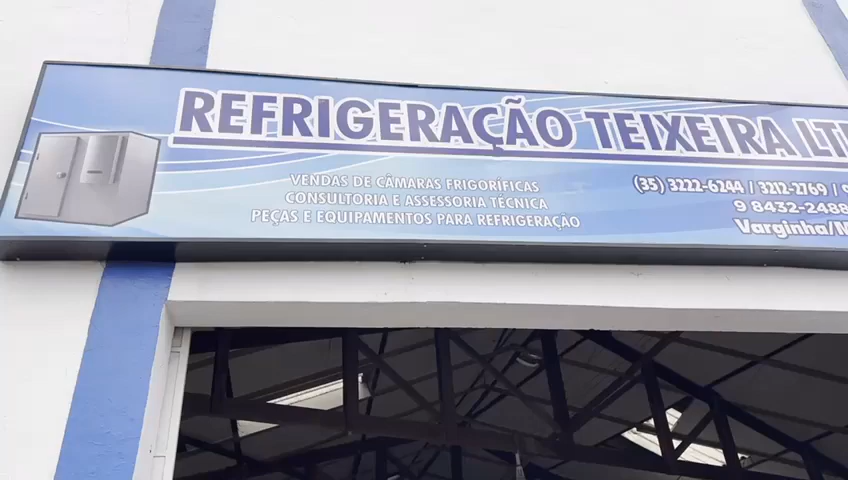 REFRIGERAÇÃO TEIXEIRA
VENDAS DE CÂMARAS FRIGORÍFICAS
CONSULTORIA E ASSESSORIA TÉCNICA
PEÇAS E EQUIPAMENTOS PARA REFRIGERAÇÃO
(35) 3222-6244 / 3212-2769 /
9 8432-2488
Varginha/M